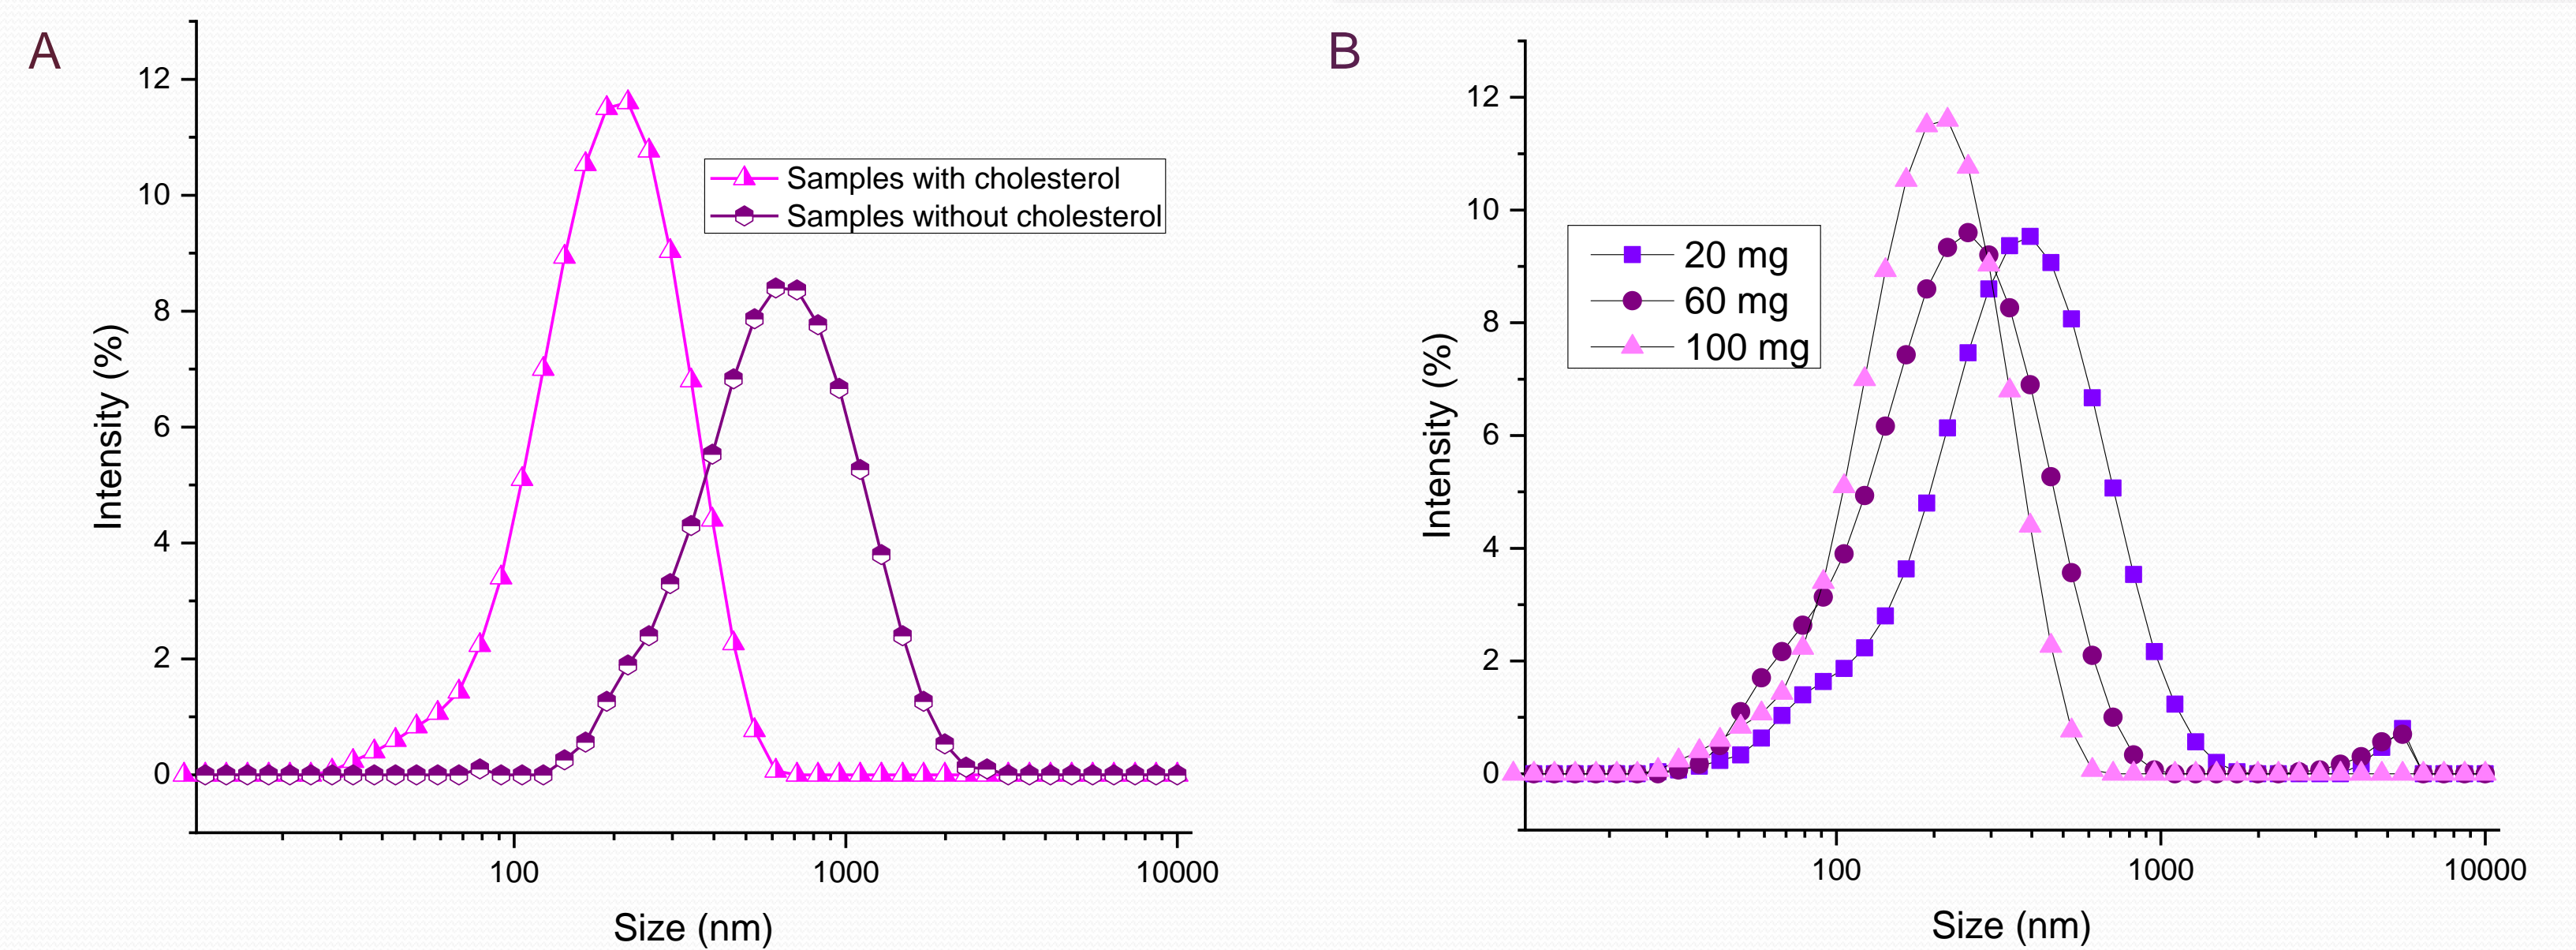 A
Intensity (%)
12
10
8
6
4
2
0
Samples with cholesterol
Samples without cholesterol
100
1000
10000
Size (nm)
B
Intensity (%)
12
10
8
6
4
2
0
20 mg
60 mg
100 mg
100
1000
10000
Size (nm)